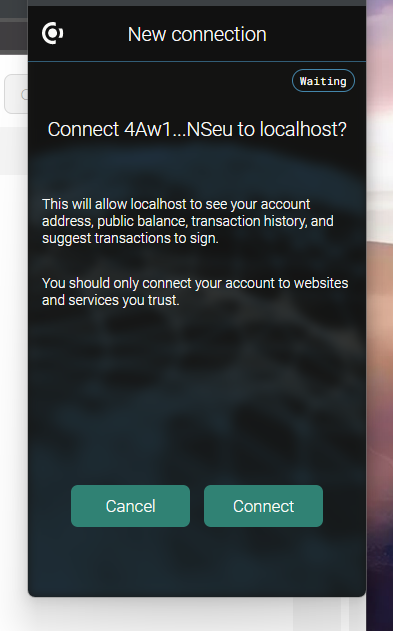 New connection
Waiting
Connect 4Aw1...NSeu to localhost?
This will allow localhost to see your account
address, public balance, transaction history, and
suggest transactions to sign.
You should only connect your account to websites
and services you trust.
Cancel
Connect